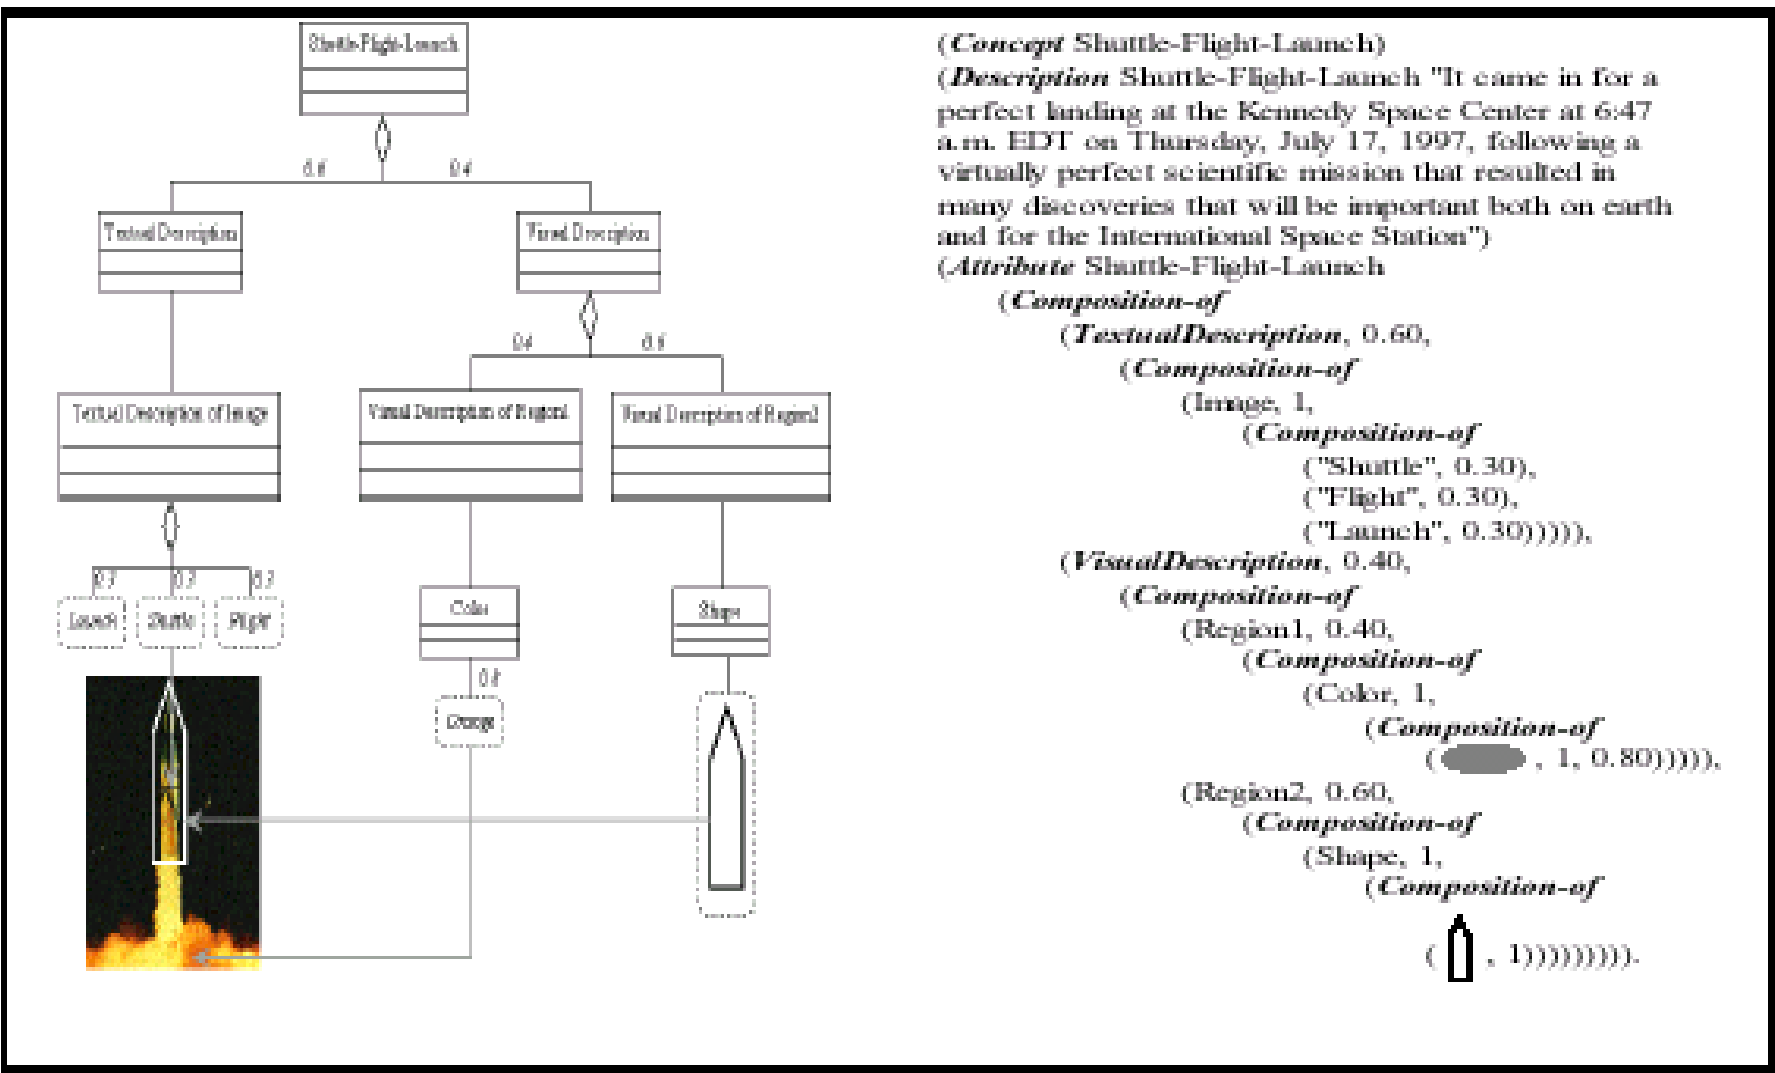 Shuttle-Flight-Launch
0.6
0.4
Textual Description
Visual Description
0.4
0.6
Textual Description of Image
Visual Description of Region1
Visual Description of Region2
Launch
Shuttle
Flight
Color
Shape
0.8
Orange
(Concept Shuttle-Flight-Launch)
(Description Shuttle-Flight-Launch "It came in for a
perfect landing at the Kennedy Space Center at 6:47
a.m. EDT on Thursday, July 17, 1997, following a
virtually perfect scientific mission that resulted in
many discoveries that will be important both on earth
and for the International Space Station")
(Attribute Shuttle-Flight-Launch
(Composition-of
(TextualDescription, 0.60,
(Composition-of
(Image, 1,
(Composition-of
("Shuttle", 0.30),
("Flight", 0.30),
("Launch", 0.30))))),
(VisualDescription, 0.40,
(Composition-of
(Region1, 0.40,
(Composition-of
(Color, 1,
(Composition-of
( , 1, 0.80))))),
(Region2, 0.60,
(Composition-of
(Shape, 1,
(Composition-of
( , 1))))))))).